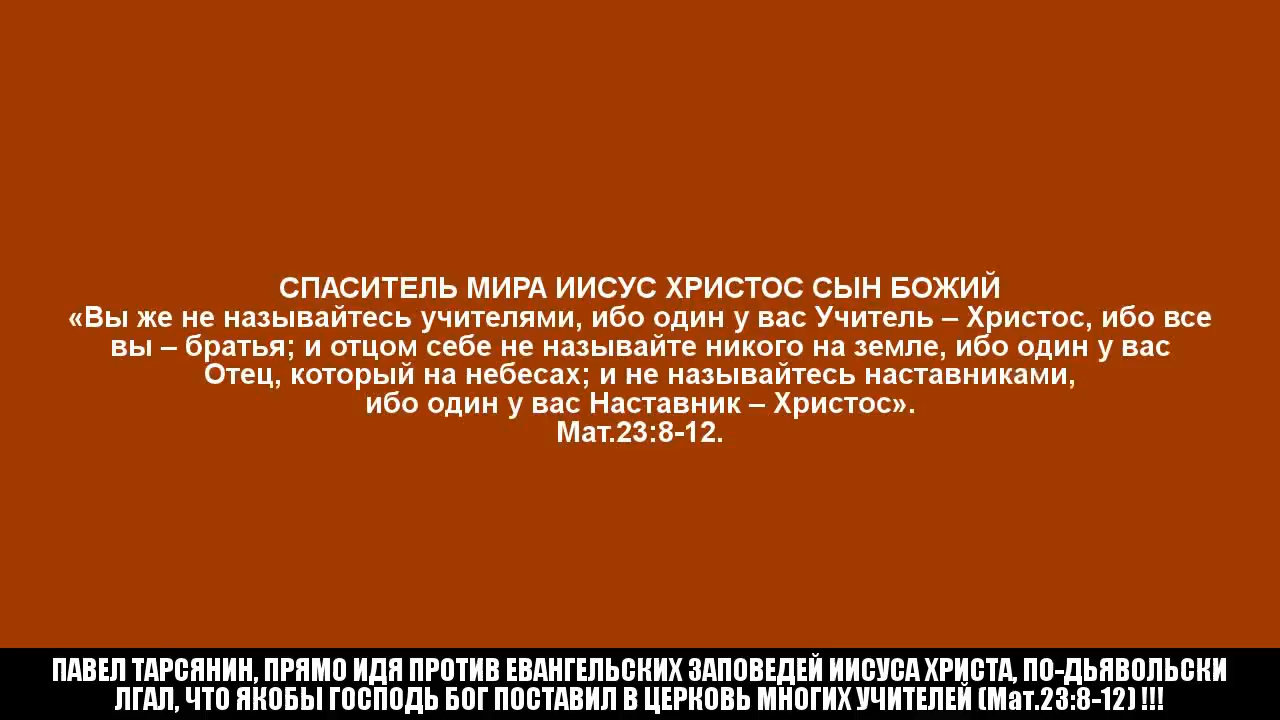 СПАСИТЕЛЬ МИРА ИИСУС ХРИСТОС СЫН БОЖИЙ
«Вы же не называйтесь учителями, ибо один у вас Учитель – Христос, ибо все
вы – братья; и отцом себе не называйте никого на земле, ибо один у вас
Отец, который на небесах; и не называйтесь наставниками,
ибо один у вас Наставник – Христос».
Мат.23:8-12.
ПАВЕЛ ТАРСЯНИН, ПРЯМО ИДЯ ПРОТИВ ЕВАНГЕЛЬСКИХ ЗАПОВЕДЕЙ ИИСУСА ХРИСТА, ПО-ДЬЯВОЛЬСКИ
ЛГАЛ, ЧТО ЯКОБЫ ГОСПОДЬ БОГ ПОСТАВИЛ В ЦЕРКОВЬ МНОГИХ УЧИТЕЛЕЙ (Мат.23:8-12) !!!